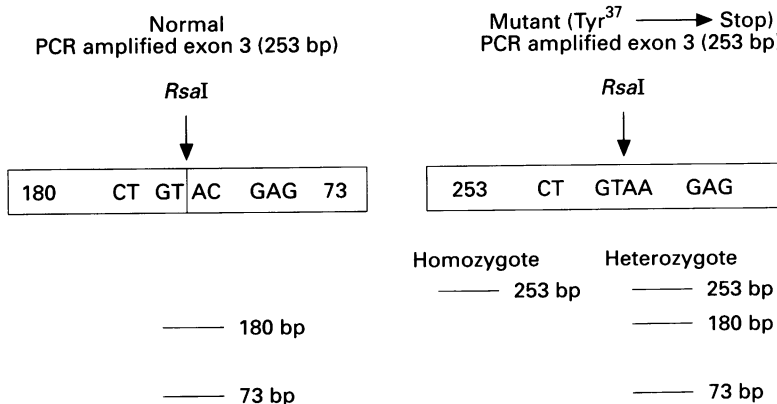 Normal
PCR amplified exon 3 (253 bp)
RsaI
180 CT GT AC GAG 73
180 bp
73 bp
Mutant (Tyr37 → Stop)
PCR amplified exon 3 (253 bp)
RsaI
253 CT GTAA GAG
Homozygote Heterozygote
253 bp 253 bp
180 bp
73 bp